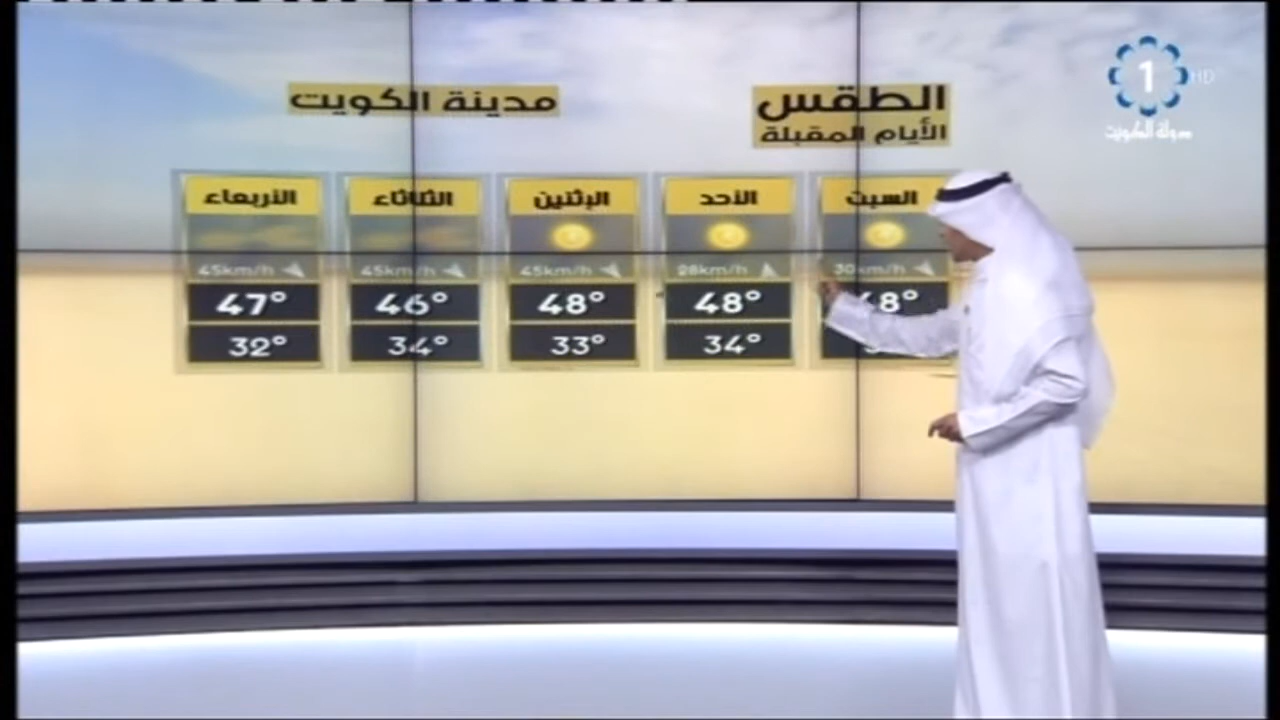 الطقس
الأيام المقبلة
مدينة الكويت
السبت
30km/h
الأحد
28km/h
48°
34°
الإثنين
45km/h
48°
33°
الثلاثاء
45km/h
46°
34°
الأربعاء
45km/h
47°
32°
1
HD
دولة الكويت